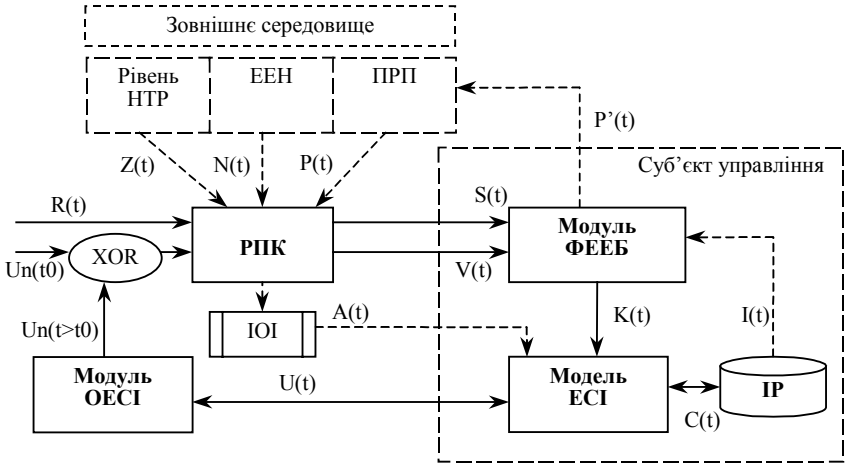 Зовнішнє середовище
Рівень
НТР
ЕЕН
ПРП
P’(t)
Z(t)
N(t)
P(t)
Суб’єкт управління
R(t)
S(t)
Модуль
ФЕЕБ
XOR
РПК
Un(t0)
V(t)
Un(t>t0)
ІОІ
A(t)
K(t)
I(t)
Модуль
ОЕСІ
U(t)
Модель
ЕСІ
ІР
C(t)